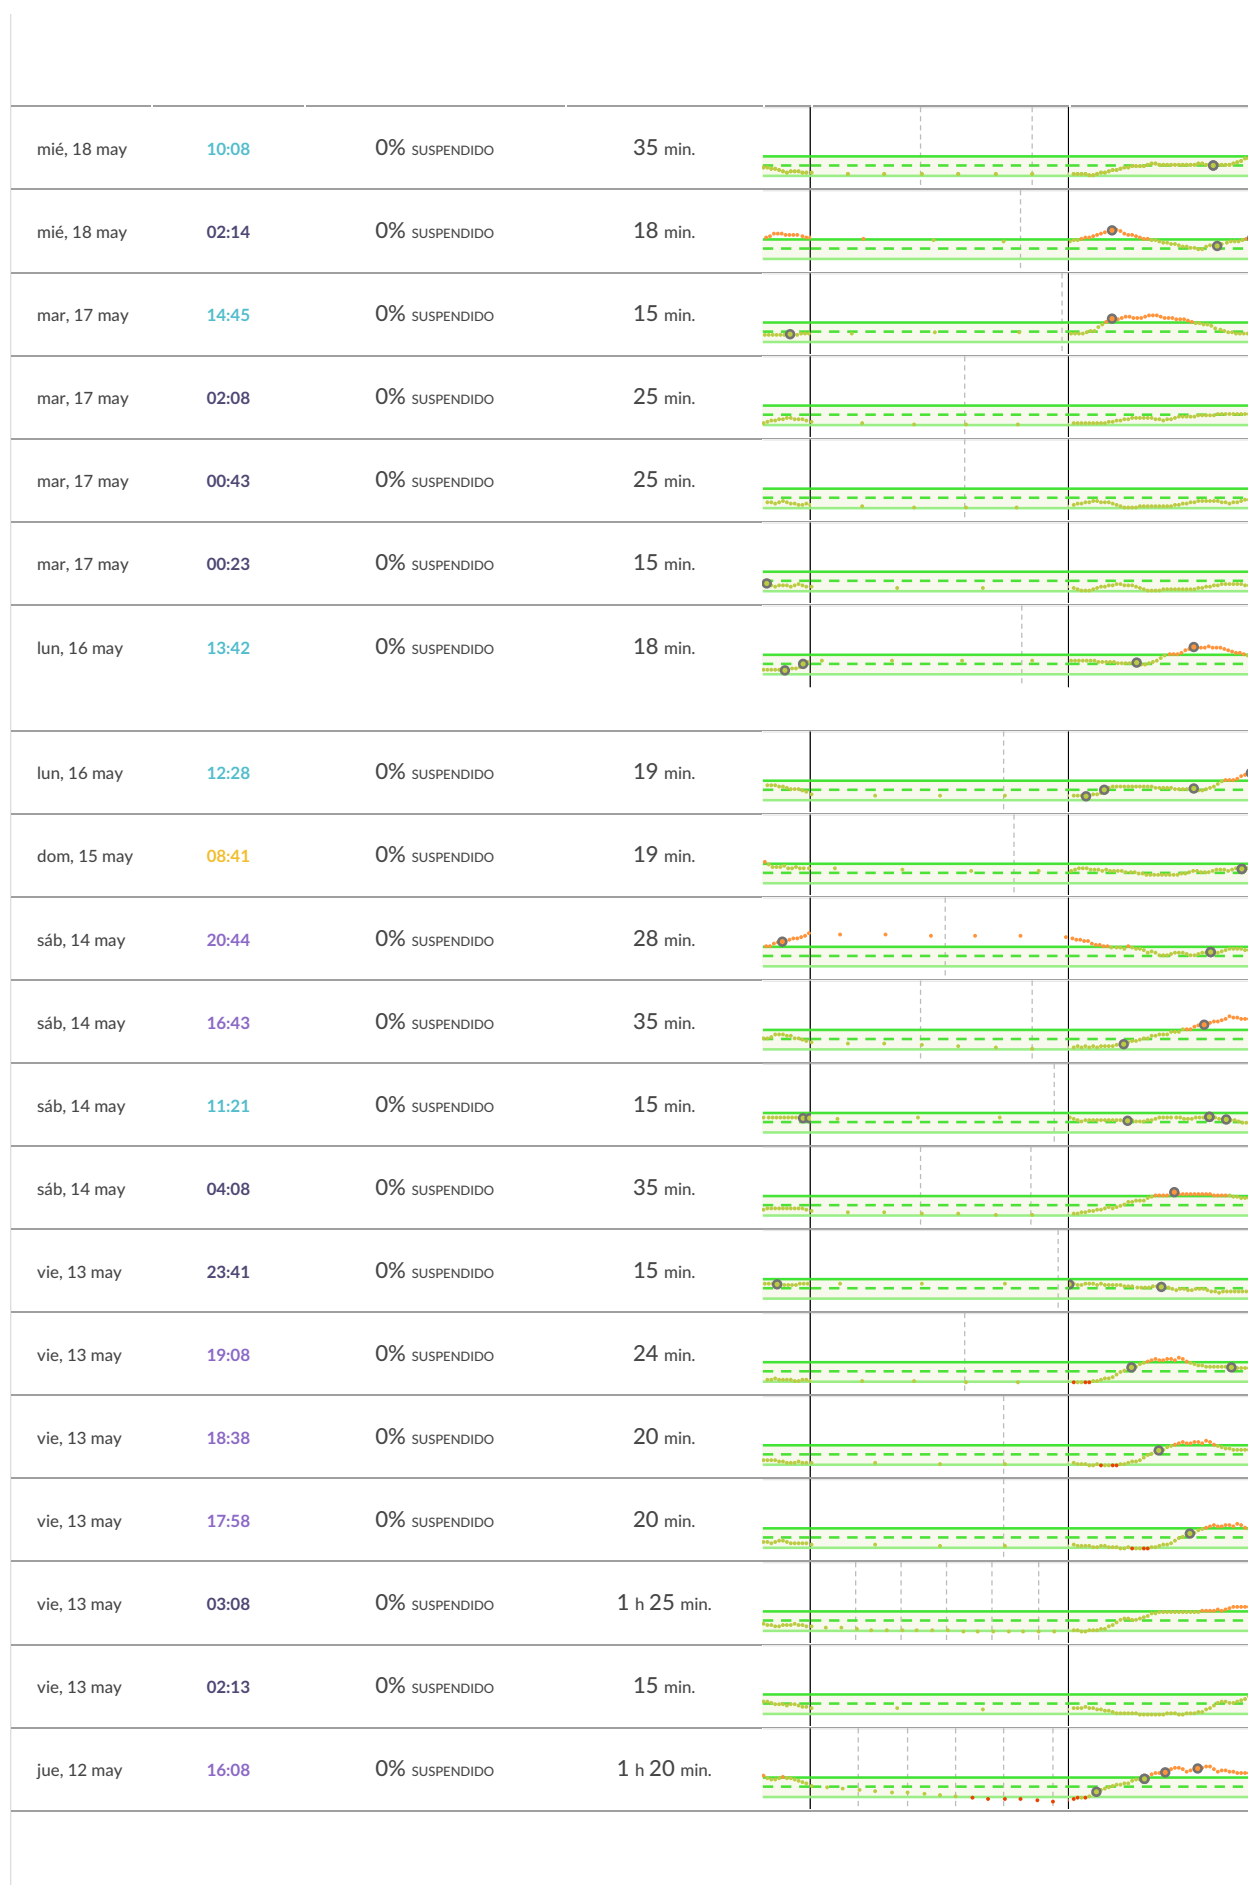 mié, 18 may 10:08 0% SUSPENDIDO 35 min.
mié, 18 may 02:14 0% SUSPENDIDO 18 min.
mar, 17 may 14:45 0% SUSPENDIDO 15 min.
mar, 17 may 02:08 0% SUSPENDIDO 25 min.
mar, 17 may 00:43 0% SUSPENDIDO 25 min.
mar, 17 may 00:23 0% SUSPENDIDO 15 min.
lun, 16 may 13:42 0% SUSPENDIDO 18 min.
lun, 16 may 12:28 0% SUSPENDIDO 19 min.
dom, 15 may 08:41 0% SUSPENDIDO 19 min.
sáb, 14 may 20:44 0% SUSPENDIDO 28 min.
sáb, 14 may 16:43 0% SUSPENDIDO 35 min.
sáb, 14 may 11:21 0% SUSPENDIDO 15 min.
sáb, 14 may 04:08 0% SUSPENDIDO 35 min.
vie, 13 may 23:41 0% SUSPENDIDO 15 min.
vie, 13 may 19:08 0% SUSPENDIDO 24 min.
vie, 13 may 18:38 0% SUSPENDIDO 20 min.
vie, 13 may 17:58 0% SUSPENDIDO 20 min.
vie, 13 may 03:08 0% SUSPENDIDO 1 h 25 min.
vie, 13 may 02:13 0% SUSPENDIDO 15 min.
jue, 12 may 16:08 0% SUSPENDIDO 1 h 20 min.